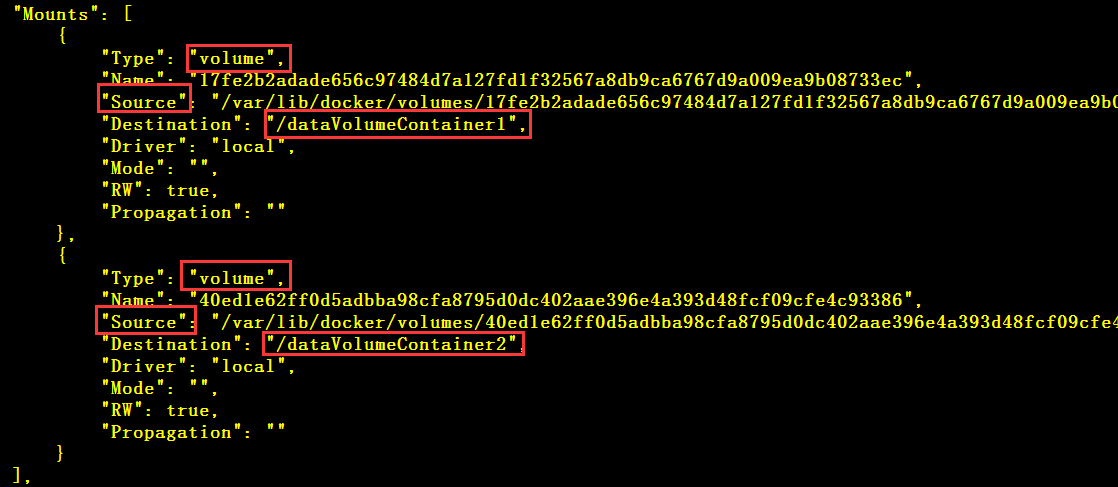 "Mounts": [
{
"Type": "volume",
"Name": "17fe2b2adade656c97484d7a127fd1f32567a8db9ca6767d9a009ea9b08733ec",
"Source": "/var/lib/docker/volumes/17fe2b2adade656c97484d7a127fd1f32567a8db9ca6767d9a009ea9b0
"Destination": "/dataVolumeContainer1",
"Driver": "local",
"Mode": "",
"RW": true,
"Propagation": ""
},
{
"Type": "volume",
"Name": "40ed1e62ff0d5adbba98cfa8795d0dc402aae396e4a393d48fcf09cfe4c93386",
"Source": "/var/lib/docker/volumes/40ed1e62ff0d5adbba98cfa8795d0dc402aae396e4a393d48fcf09cfe4
"Destination": "/dataVolumeContainer2",
"Driver": "local",
"Mode": "",
"RW": true,
"Propagation": ""
}
],